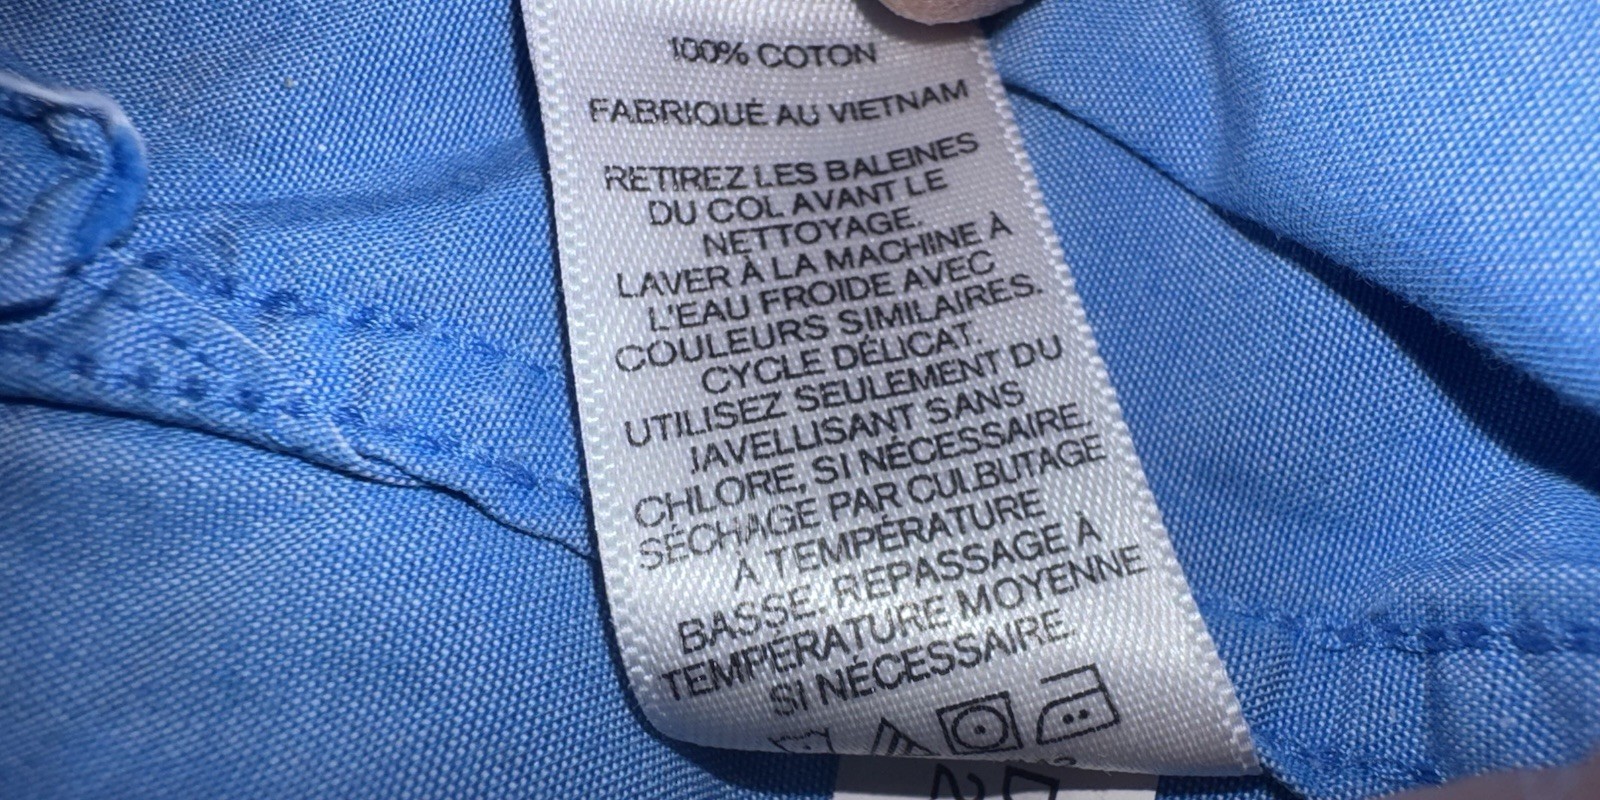 100% COTON
FABRIQUÉ AU VIETNAM
RETIREZ LES BALEINES
DU COL AVANT LE
NETTOYAGE.
LAVER À LA MACHINE À
L'EAU FROIDE AVEC
COULEURS SIMILAIRES.
CYCLE DÉLICAT.
UTILISEZ SEULEMENT DU
JAVELLISANT SANS
CHLORE, SI NÉCESSAIRE.
SÉCHAGE PAR CULBUTAGE
À TEMPÉRATURE
BASSE. REPASSAGE À
TEMPÉRATURE MOYENNE
SI NÉCESSAIRE.